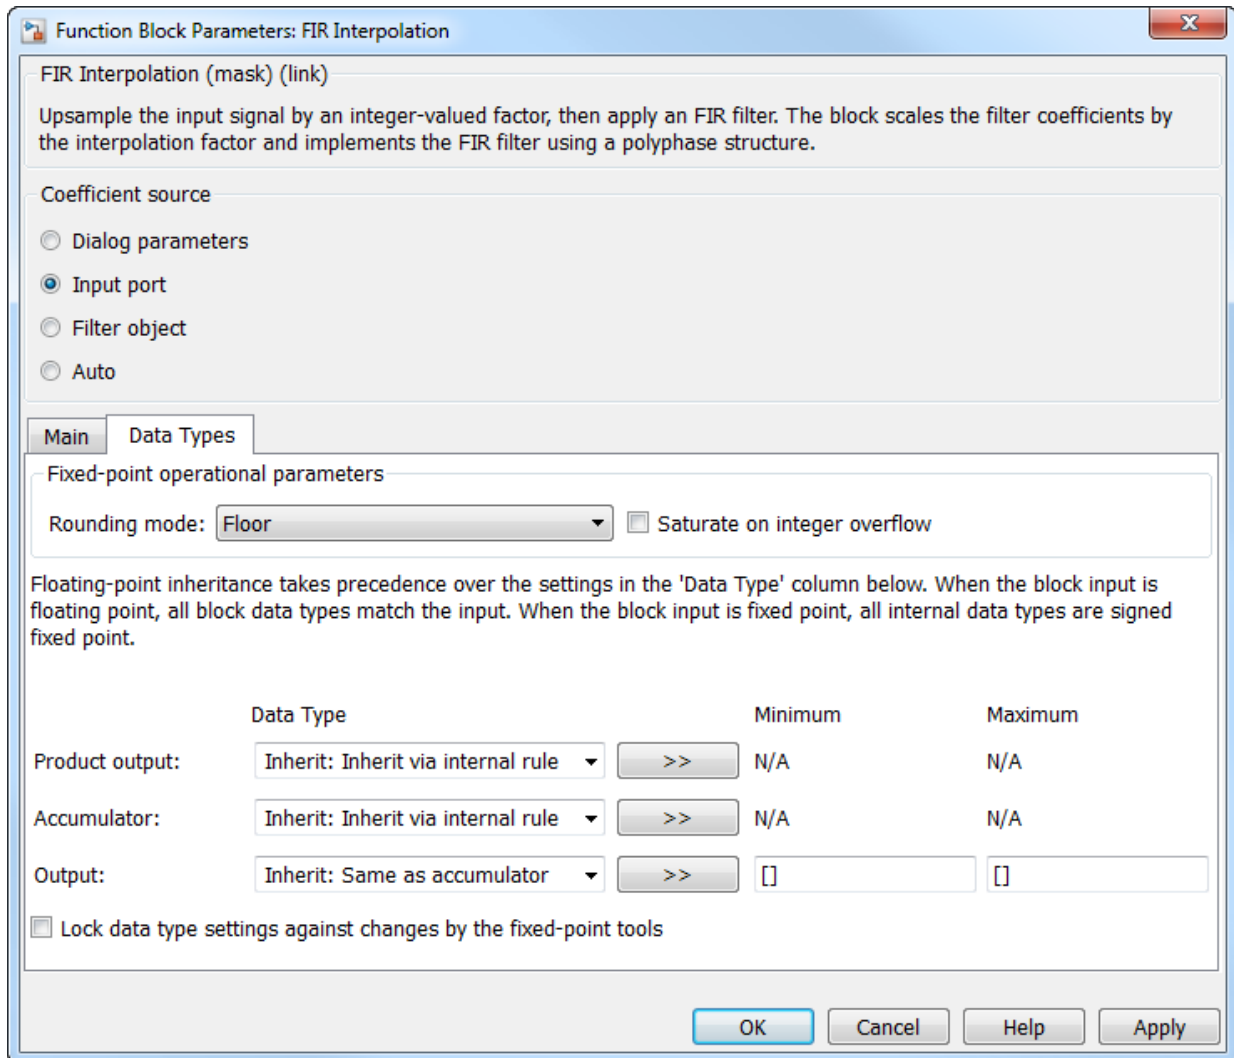 Function Block Parameters: FIR Interpolation
X
FIR Interpolation (mask) (link)
Upsample the input signal by an integer-valued factor, then apply an FIR filter. The block scales the filter coefficients by
the interpolation factor and implements the FIR filter using a polyphase structure.
Coefficient source
Dialog parameters
Input port
Filter object
Auto
Main Data Types
Fixed-point operational parameters
Rounding mode: Floor Saturate on integer overflow
Floating-point inheritance takes precedence over the settings in the 'Data Type' column below. When the block input is
floating point, all block data types match the input. When the block input is fixed point, all internal data types are signed
fixed point.
Data Type Minimum Maximum
Product output: Inherit: Inherit via internal rule >> N/A N/A
Accumulator: Inherit: Inherit via internal rule >> N/A N/A
Output: Inherit: Same as accumulator >> [] []
Lock data type settings against changes by the fixed-point tools
OK Cancel Help Apply